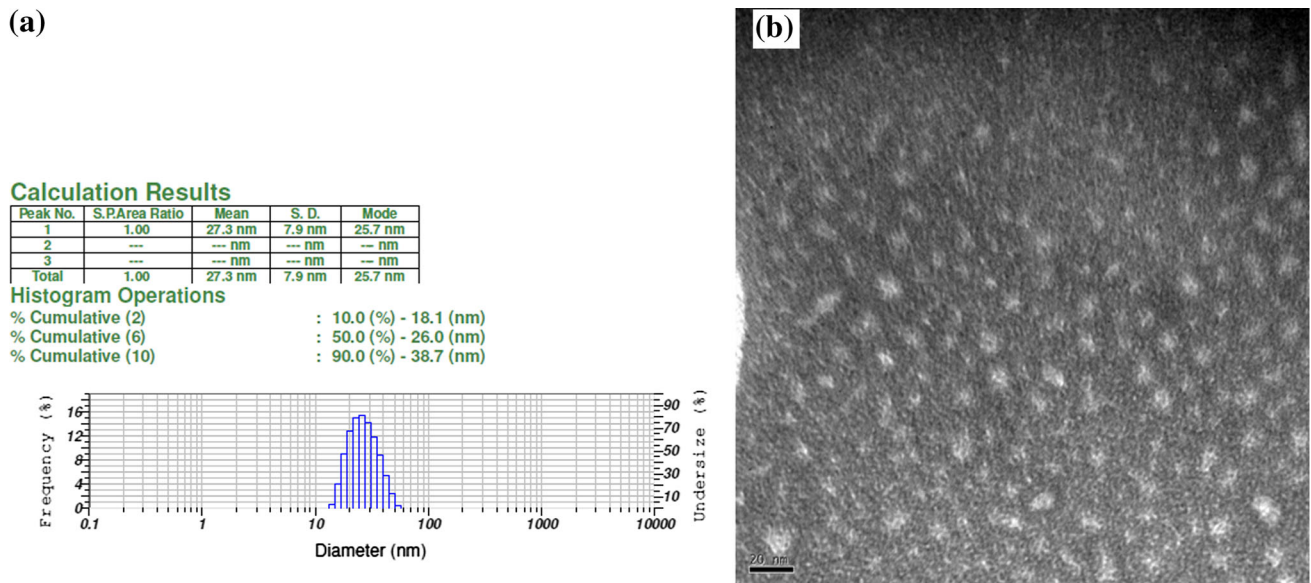 (a)
Calculation Results
Peak No. S.P.Area Ratio Mean S. D. Mode
1 1.00 27.3 nm 7.9 nm 25.7 nm
2 --- --- nm --- nm --- nm
3 --- --- nm --- nm --- nm
Total 1.00 27.3 nm 7.9 nm 25.7 nm
Histogram Operations
% Cumulative (2) : 10.0 (%) - 18.1 (nm)
% Cumulative (6) : 50.0 (%) - 26.0 (nm)
% Cumulative (10) : 90.0 (%) - 38.7 (nm)
Frequency (%)
16
12
8
4
0
0.1 1 10 100 1000 10000
Diameter (nm)
90
70
50
30
10
Undersize (%)
(b)
20 nm